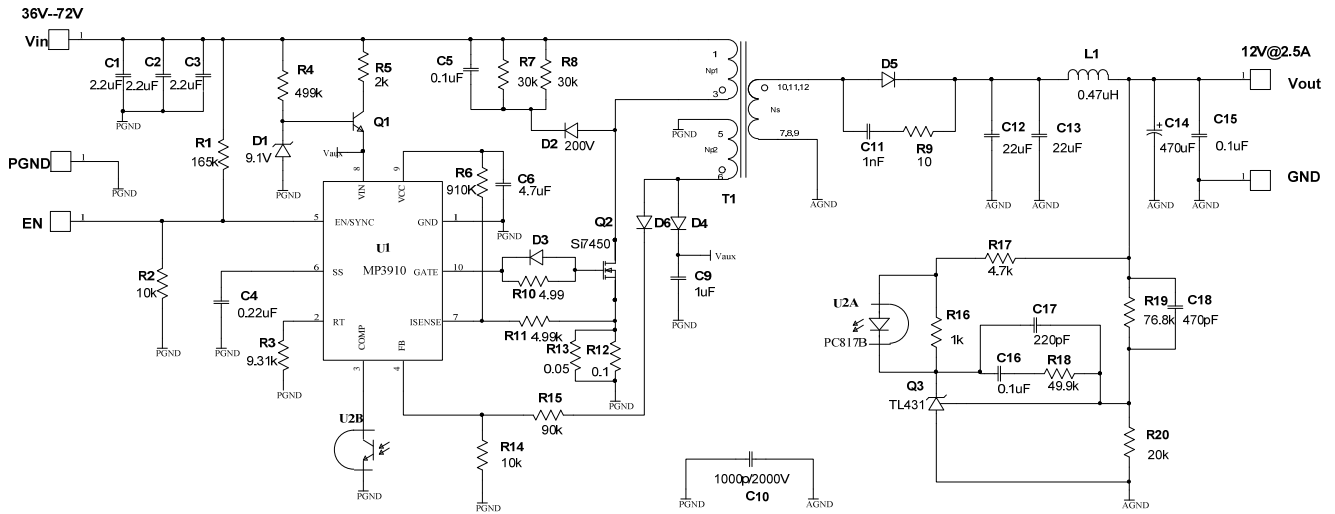 36V--72V
Vin
1
C1
2.2uF
C2
2.2uF
C3
2.2uF
PGND
R1
165k
R4
499k
R5
2k
Q1
D1
9.1V
PGND
Vaux
C5
0.1uF
R7
30k
R8
30k
D2
200V
1
Np1
3
PGND
5
Np2
6
T1
10,11,12
Ns
7,8,9
AGND
D5
C11
1nF
R9
10
C12
22uF
AGND
C13
22uF
AGND
L1
0.47uH
12V@2.5A
1
Vout
C14
470uF
AGND
C15
0.1uF
AGND
1
GND
PGND
1
PGND
EN
1
R2
10k
PGND
C4
0.22uF
PGND
R3
9.31k
PGND
U1
MP3910
8
VIN
9
VCC
5
EN/SYNC
6
SS
2
RT
3
COMP
4
FB
1
GND
10
GATE
7
ISENSE
R6
910K
C6
4.7uF
PGND
D3
R10
4.99
Q2
Si7450
R11
4.99k
R13
0.05
R12
0.1
PGND
D6
D4
Vaux
C9
1uF
PGND
R15
90k
R14
10k
PGND
U2B
PGND
1000p/2000V
C10
PGND
AGND
R17
4.7k
U2A
PC817B
R16
1k
C17
220pF
C16
0.1uF
R18
49.9k
Q3
TL431
R19
76.8k
C18
470pF
R20
20k
AGND